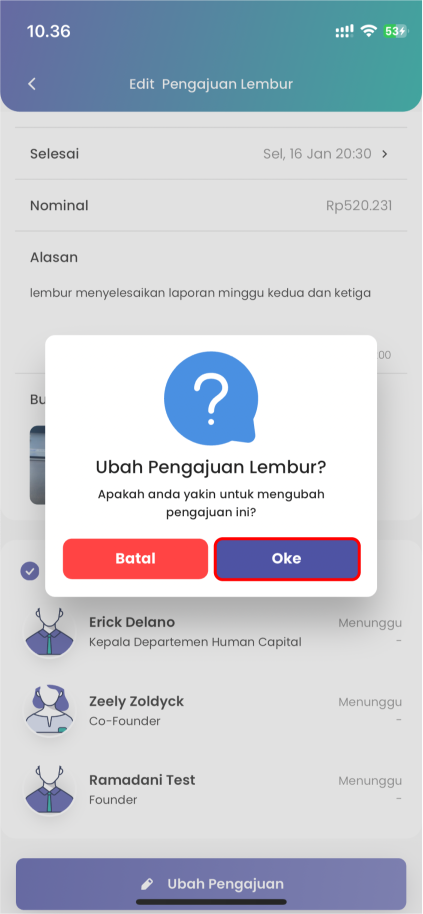 10.36
53
Edit Pengajuan Lembur
Selesai
Sel, 16 Jan 20:30
Nominal
Rp520.231
Alasan
lembur menyelesaikan laporan minggu kedua dan ketiga
00
Bu
Ubah Pengajuan Lembur?
Apakah anda yakin untuk mengubah
pengajuan ini?
Batal
Oke
Erick Delano
Menunggu
Kepala Departemen Human Capital
-
Zeely Zoldyck
Menunggu
Co-Founder
-
Ramadani Test
Menunggu
Founder
-
Ubah Pengajuan